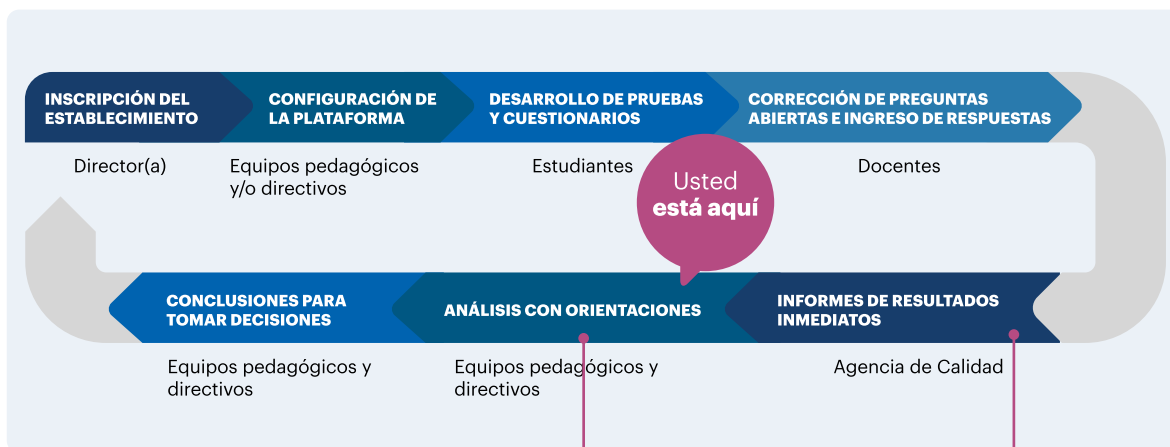 INSCRIPCIÓN DEL
ESTABLECIMIENTO
CONFIGURACIÓN DE
LA PLATAFORMA
DESARROLLO DE PRUEBAS
Y CUESTIONARIOS
CORRECCIÓN DE PREGUNTAS
ABIERTAS E INGRESO DE RESPUESTAS
Director(a)
Equipos pedagógicos
y/o directivos
Estudiantes
Docentes
Usted
está aquí
CONCLUSIONES PARA
TOMAR DECISIONES
ANÁLISIS CON ORIENTACIONES
INFORMES DE RESULTADOS
INMEDIATOS
Equipos pedagógicos y
directivos
Equipos pedagógicos y
directivos
Agencia de Calidad